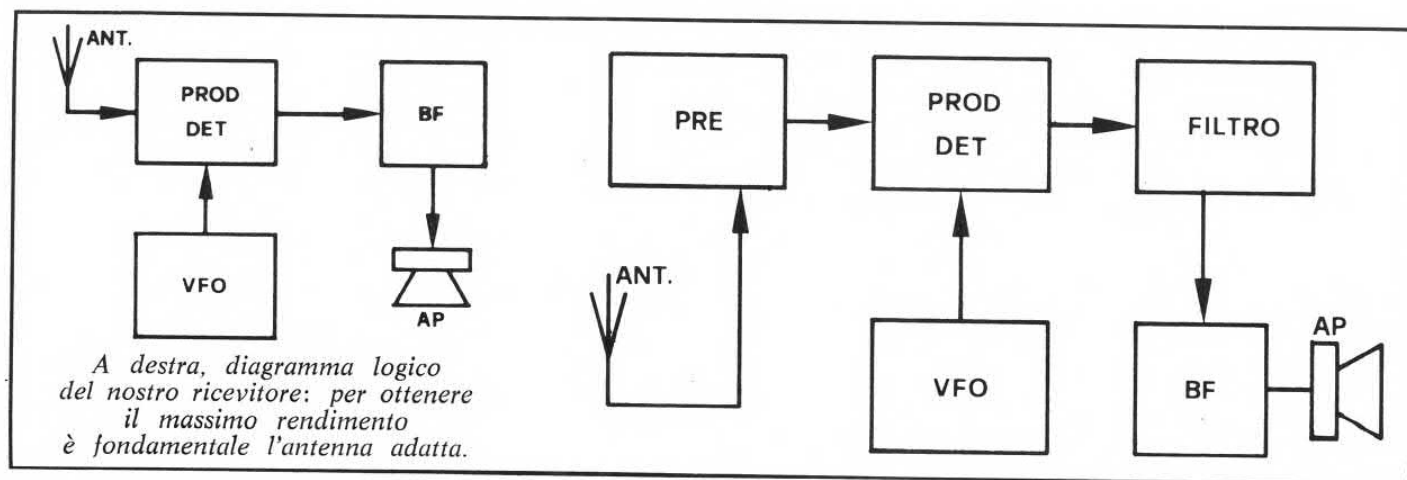 ANT.
PROD
DET
BF
VFO
AP
A destra, diagramma logico
del nostro ricevitore: per ottenere
il massimo rendimento
è fondamentale l'antenna adatta.
PRE
PROD
DET
FILTRO
ANT.
VFO
BF
AP